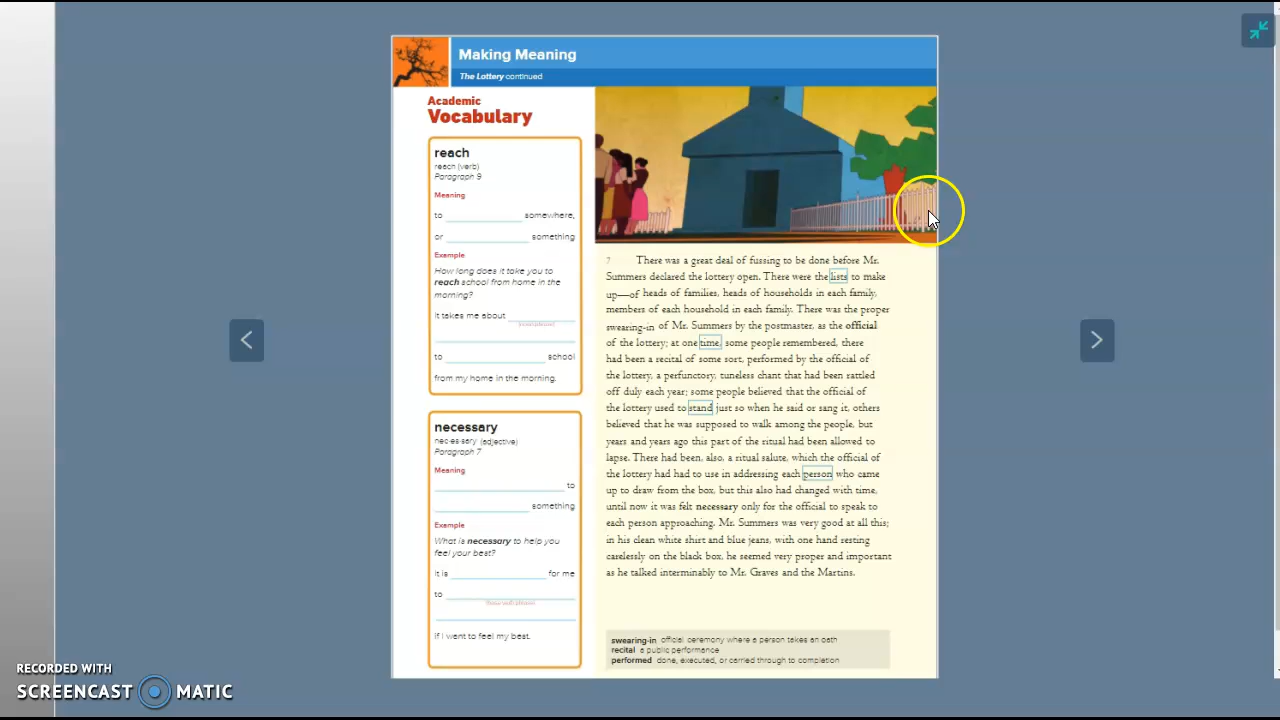 Making Meaning
The Lottery continued
Academic
Vocabulary
reach
reach (verb)
Paragraph 9
Meaning
to somewhere,
or something
Example
How long does it take you to
reach school from home in the
morning?
It takes me about
to school
from my home in the morning.
necessary
nec·es·sary (adjective)
Paragraph 7
Meaning
to
something
Example
What is necessary to help you
feel your best?
It is for me
to
if I want to feel my best.
7 There was a great deal of fussing to be done before Mr.
Summers declared the lottery open. There were the lists to make
up—of heads of families, heads of households in each family,
members of each household in each family. There was the proper
swearing-in of Mr. Summers by the postmaster, as the official
of the lottery; at one time, some people remembered, there
had been a recital of some sort, performed by the official of
the lottery, a perfunctory, tuneless chant that had been rattled
off duly each year; some people believed that the official of
the lottery used to stand just so when he said or sang it, others
believed that he was supposed to walk among the people, but
years and years ago this part of the ritual had been allowed to
lapse. There had been, also, a ritual salute, which the official of
the lottery had had to use in addressing each person who came
up to draw from the box, but this also had changed with time,
until now it was felt necessary only for the official to speak to
each person approaching. Mr. Summers was very good at all this;
in his clean white shirt and blue jeans, with one hand resting
carelessly on the black box, he seemed very proper and important
as he talked interminably to Mr. Graves and the Martins.
swearing-in official ceremony where a person takes an oath
recital a public performance
performed done, executed, or carried through to completion
RECORDED WITH
SCREENCAST MATIC